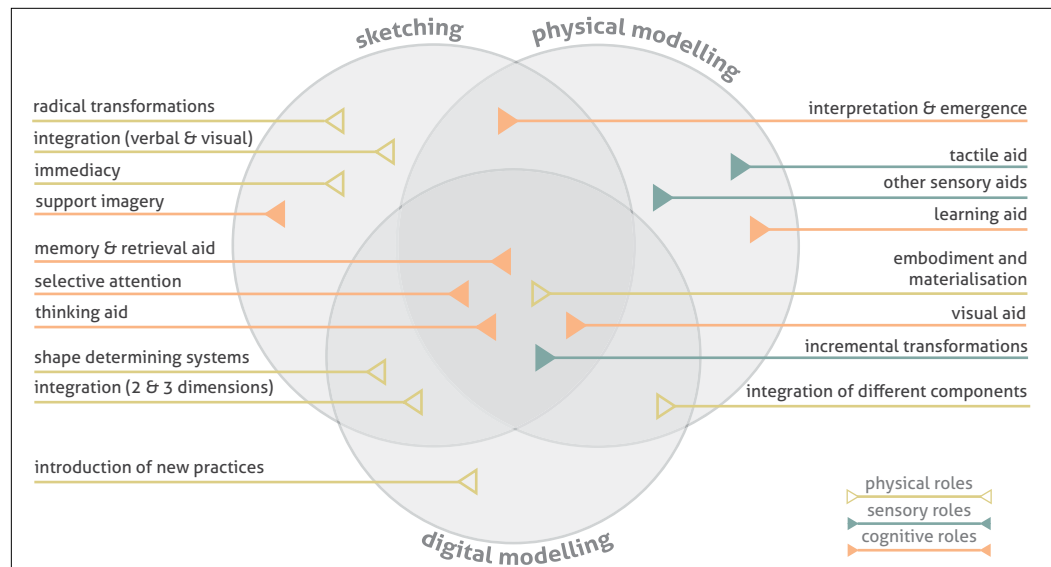 sketching
physical modelling
radical transformations
integration (verbal & visual)
immediacy
support imagery
memory & retrieval aid
selective attention
thinking aid
shape determining systems
integration (2 & 3 dimensions)
introduction of new practices
interpretation & emergence
tactile aid
other sensory aids
learning aid
embodiment and
materialisation
visual aid
incremental transformations
integration of different components
digital modelling
physical roles
sensory roles
cognitive roles